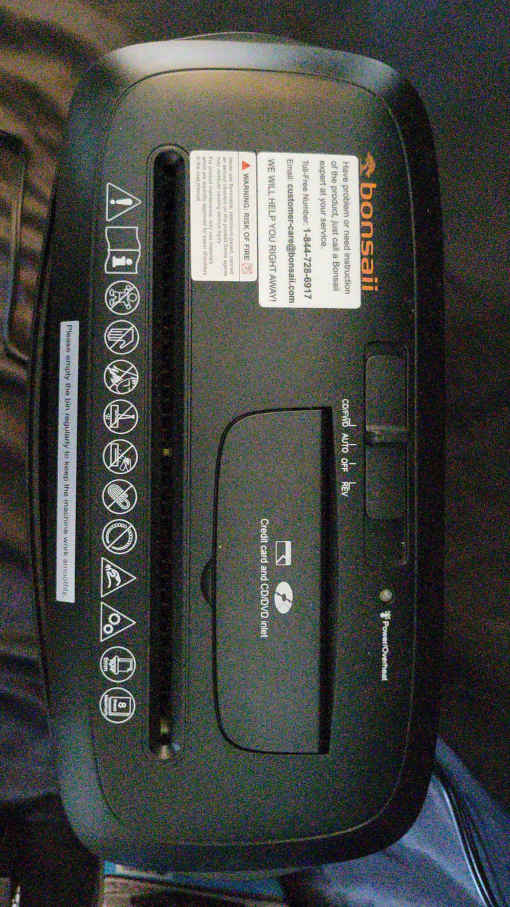 bonsaii
Have problem or need instruction
of the product, just call a Bonsaii
expert at your service.
Toll-Free Number: 1-844-728-6917
Email: customer-care@bonsaii.com
WE WILL HELP YOU RIGHT AWAY!
WARNING: RISK OF FIRE
CD/FWD AUTO OFF REV
Power/Overheat
Credit card and CD/DVD inlet
8
Please empty the bin regularly to keep the machine work smoothly.